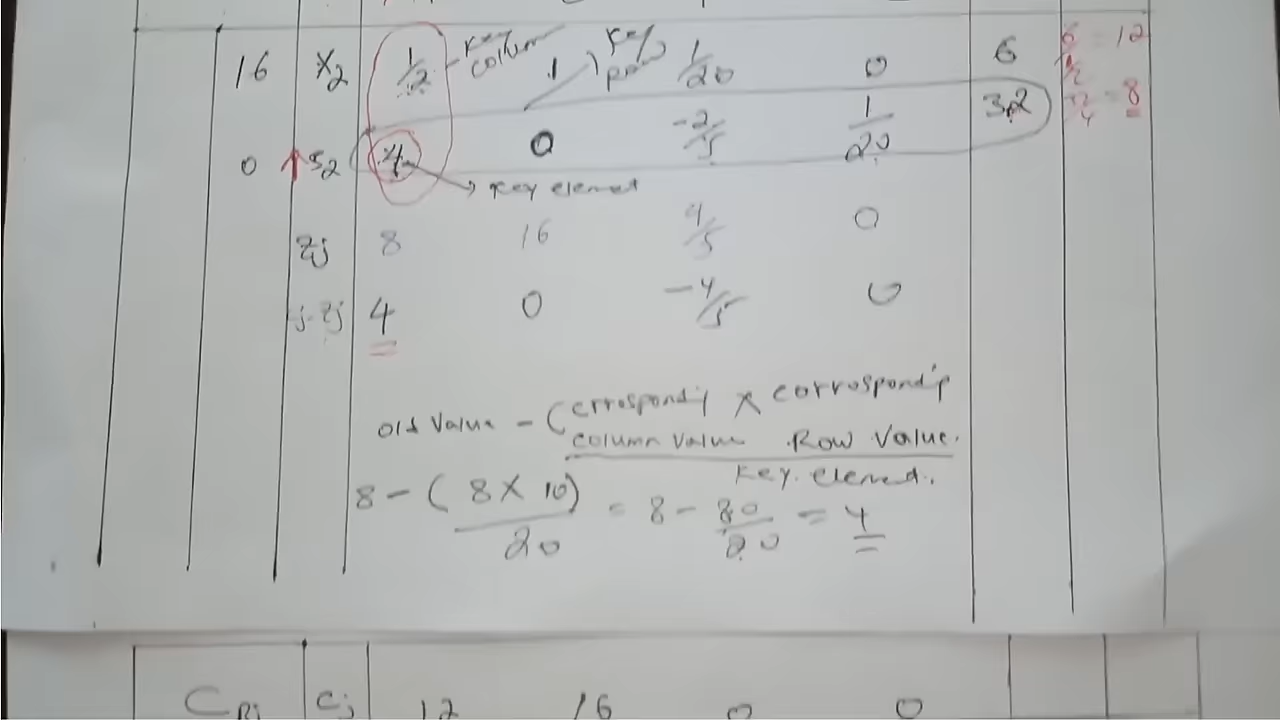 16 X2 1/2 - Key column 1 Key Row 1/20 0 6 6 / 1/2 = 12
0 ↑ S2 4 0 -2/5 1/20 32 32/4 = 8
→ Key element
Zj 8 16 4/5 0
j-Zj 4 0 -4/5 0
Old Value - (corresponding column value × corresponding Row Value.
Key. element.
8 - (8 × 10) / 20 = 8 - 80/20 = 4
CBi Cj 12 16 0 0